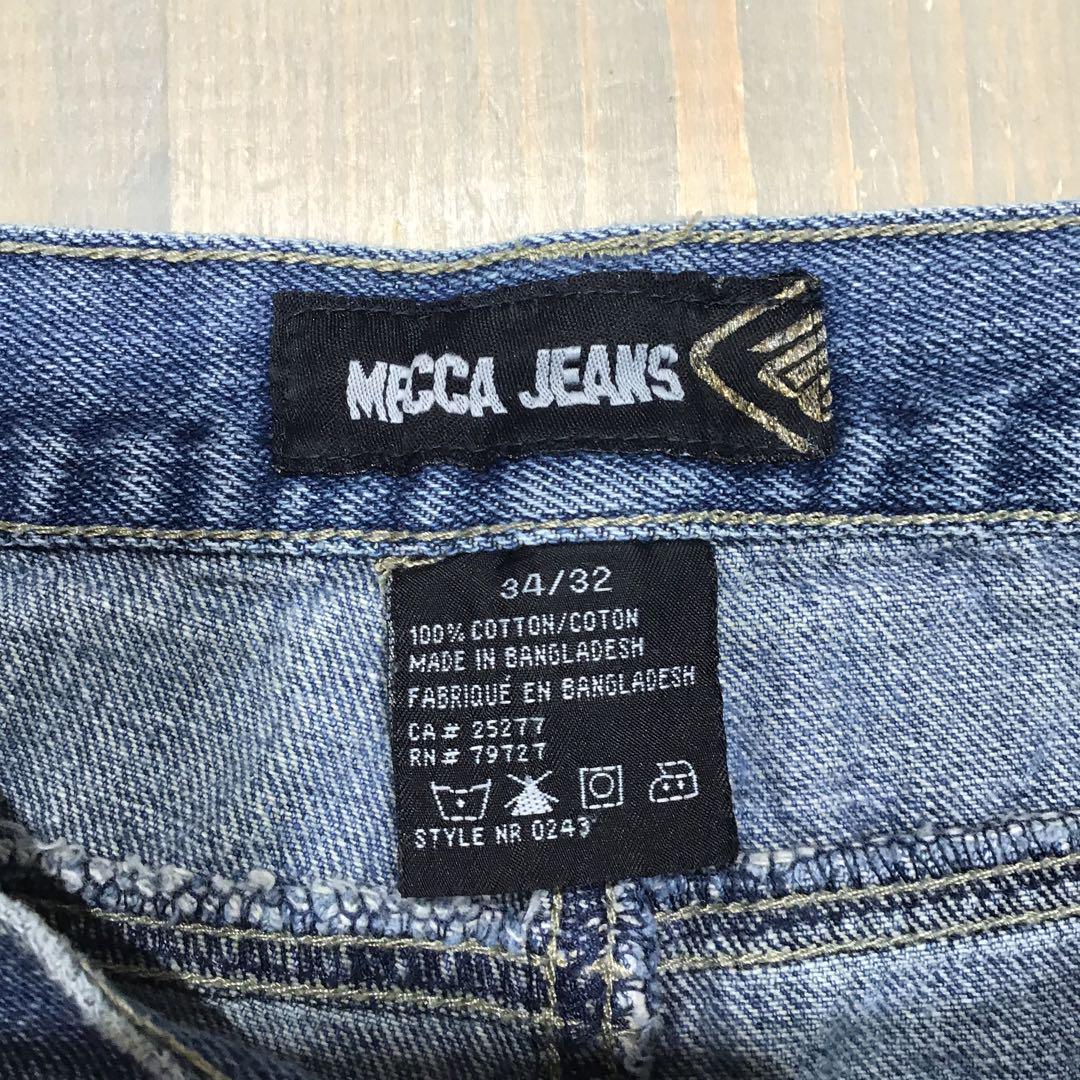 MECCA JEANS
34/32
100% COTTON/COTON
MADE IN BANGLADESH
FABRIQUÉ EN BANGLADESH
CA# 25277
RN# 79727
STYLE NR 0243